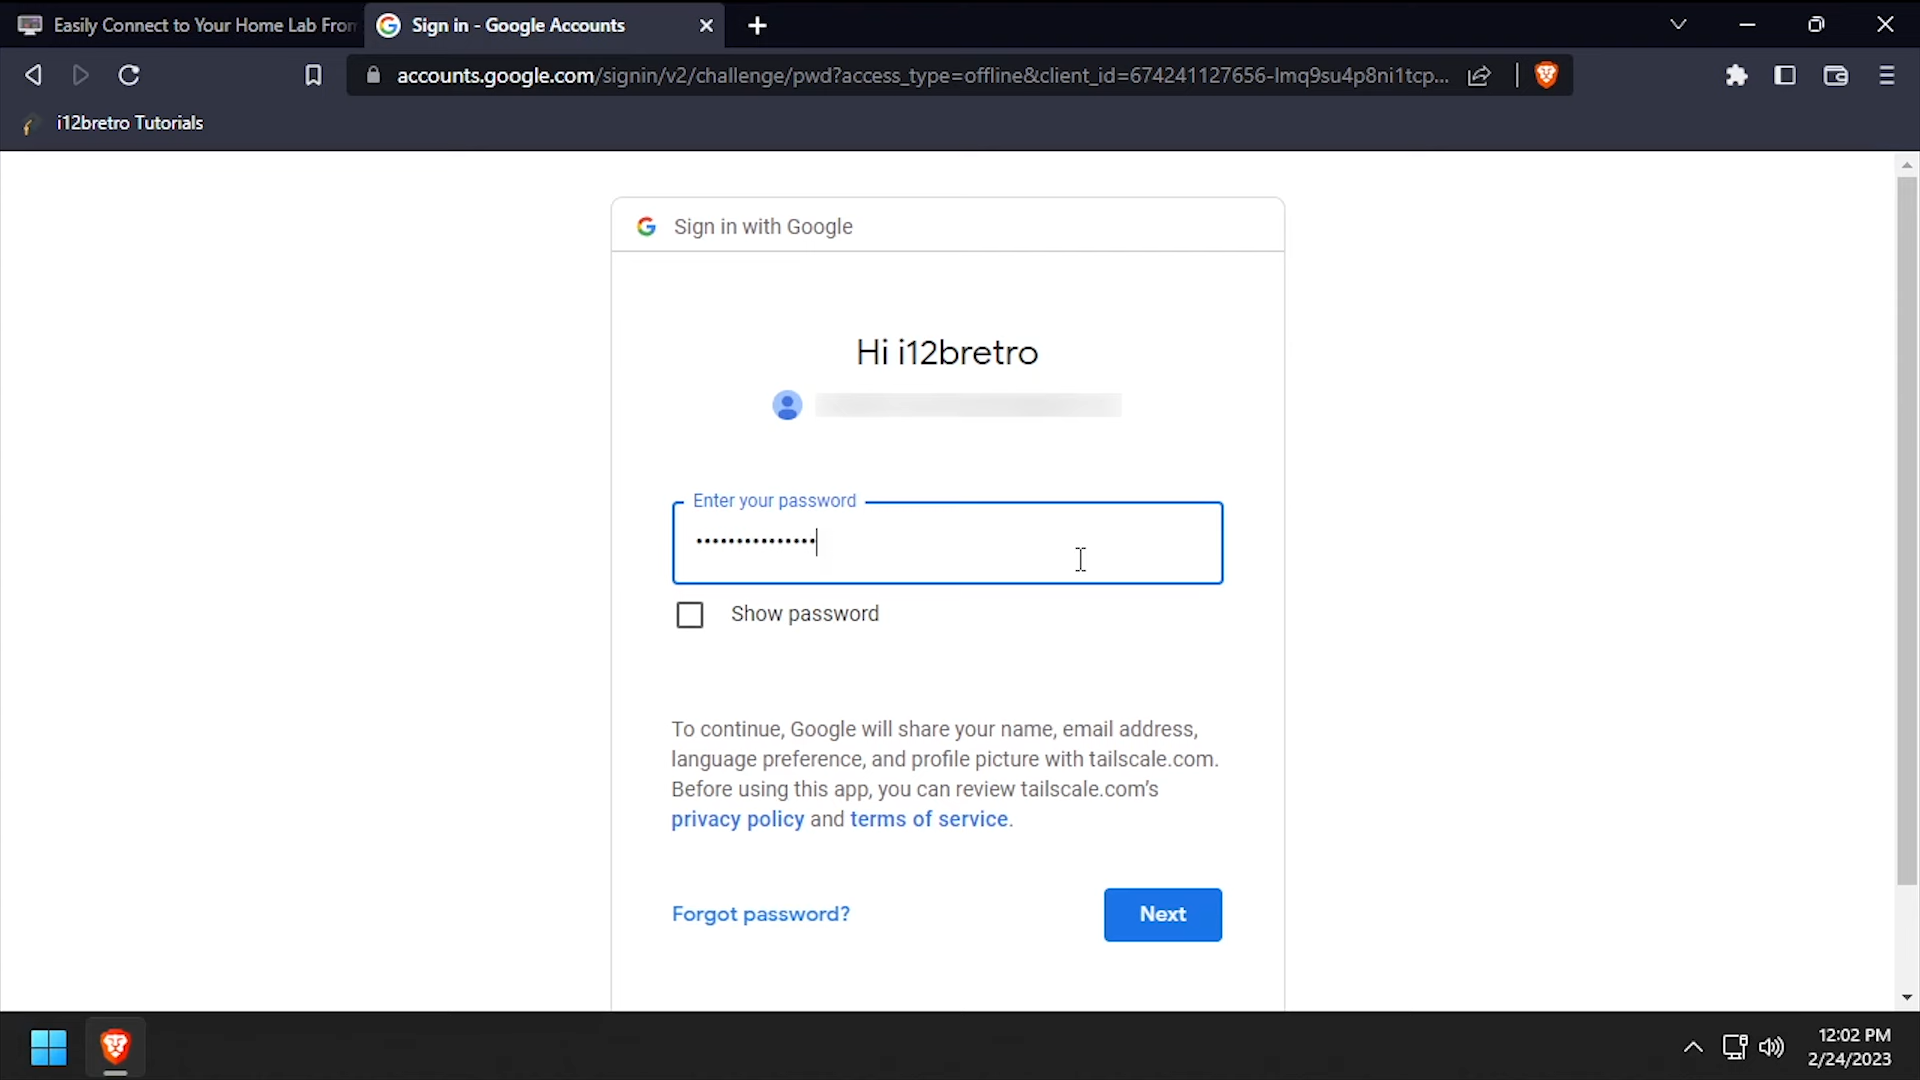 Easily Connect to Your Home Lab From
Sign in - Google Accounts
accounts.google.com/signin/v2/challenge/pwd?access_type=offline&client_id=674241127656-lmq9su4p8ni1tcp...
i12bretro Tutorials
Sign in with Google
Hi i12bretro
Enter your password
•••••••••••••••
Show password
To continue, Google will share your name, email address,
language preference, and profile picture with tailscale.com.
Before using this app, you can review tailscale.com's
privacy policy and terms of service.
Forgot password?
Next
12:02 PM
2/24/2023